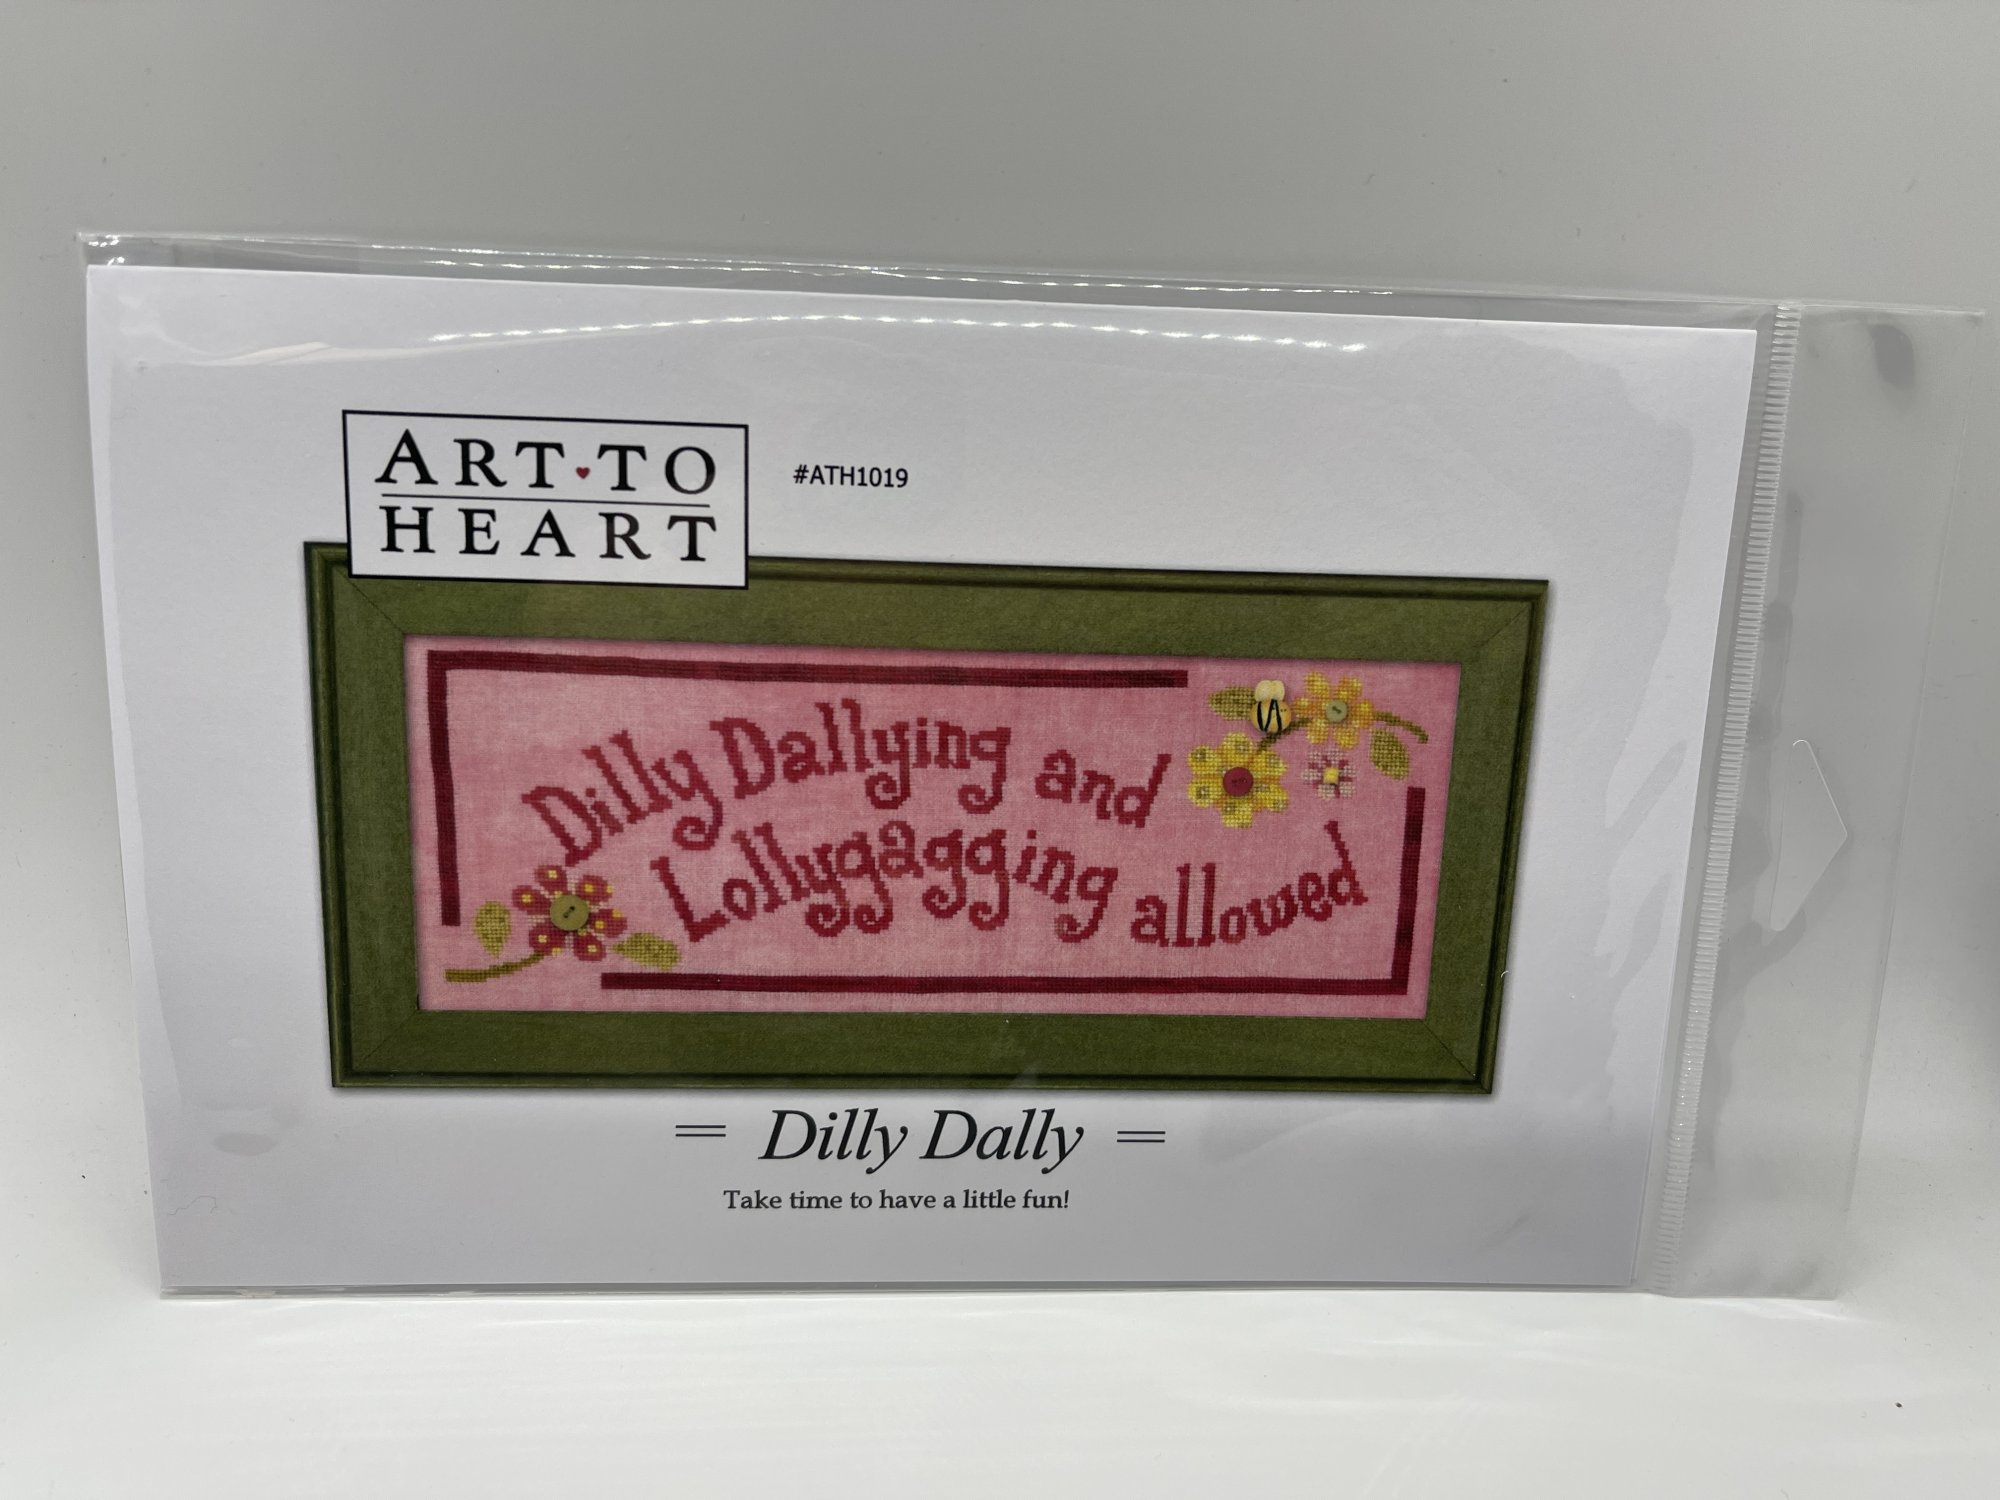 ART TO
HEART
#ATH1019
Dilly Dallying and
Lollygagging allowed
Dilly Dally
Take time to have a little fun!